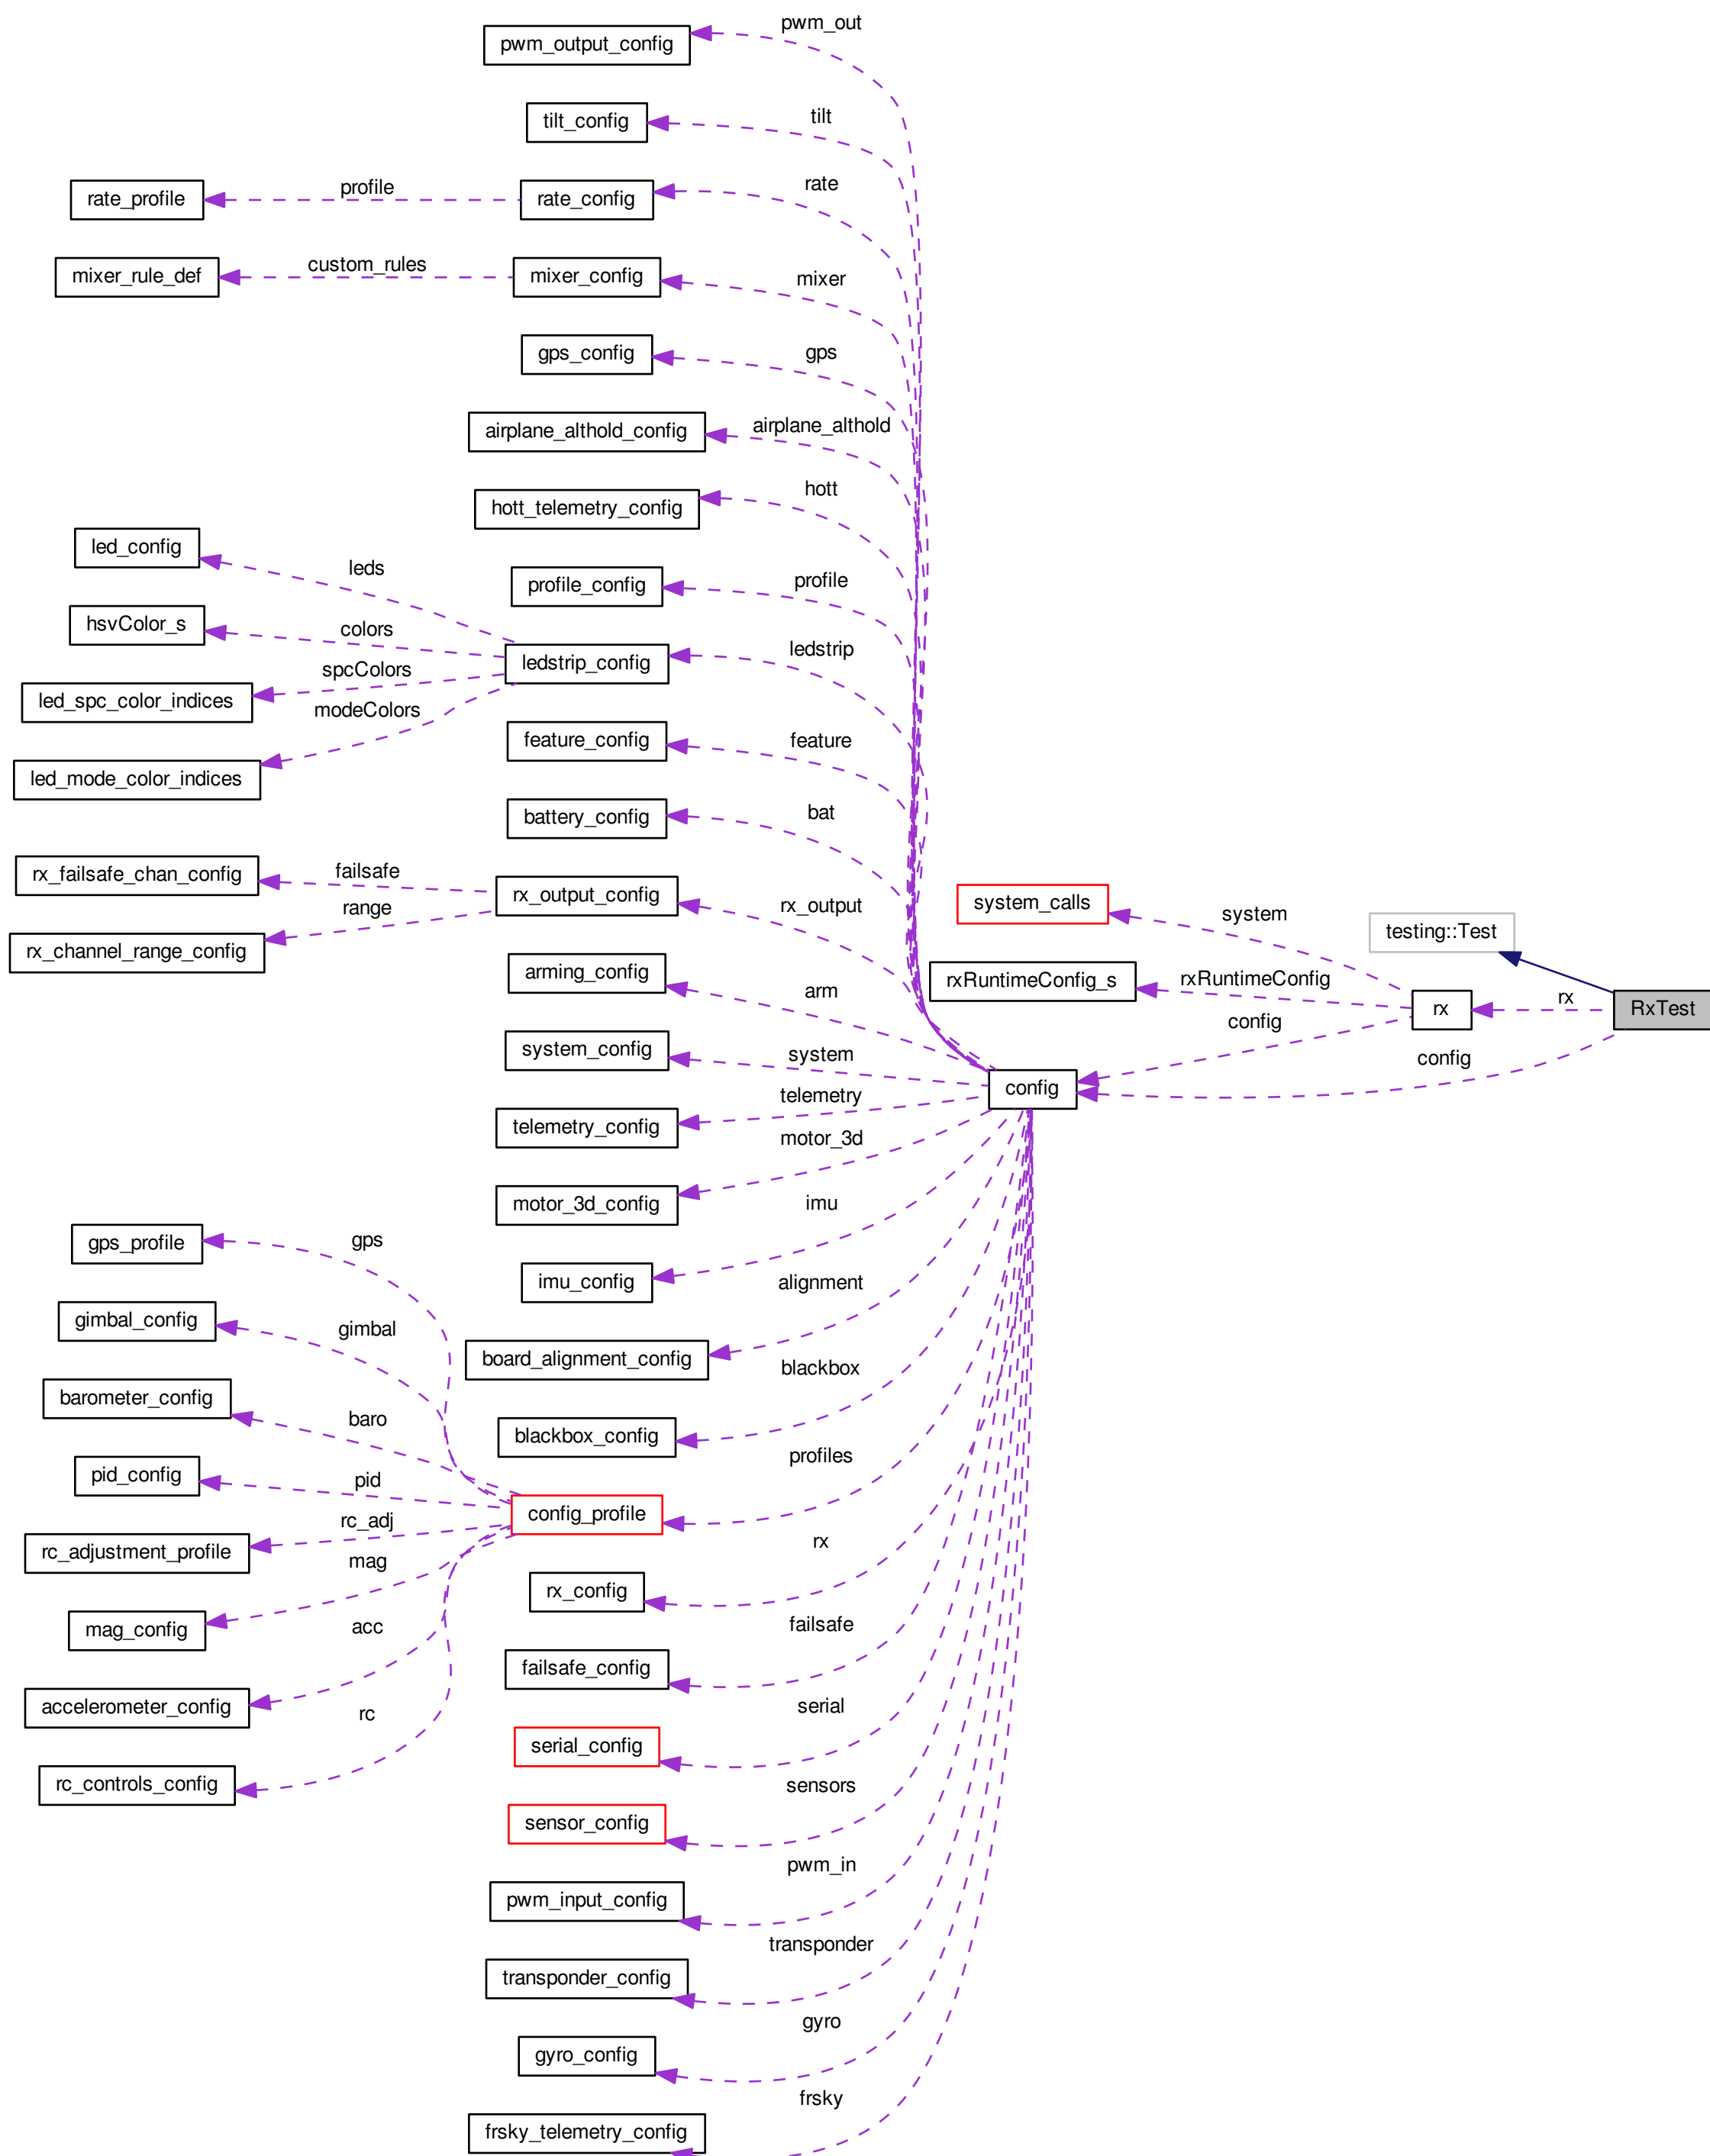 pwm_out
pwm_output_config
tilt
tilt_config
rate
profile
rate_profile
rate_config
custom_rules
mixer
mixer_rule_def
mixer_config
gps
gps_config
airplane_althold
airplane_althold_config
hott
hott_telemetry_config
led_config
leds
profile
profile_config
hsvColor_s
colors
ledstrip
ledstrip_config
spcColors
led_spc_color_indices
modeColors
feature
feature_config
led_mode_color_indices
bat
battery_config
rx_failsafe_chan_config
failsafe
rx_output_config
range
rx_output
system_calls
system
testing::Test
rx_channel_range_config
arming_config
arm
rxRuntimeConfig_s
rxRuntimeConfig
rx
rx
RxTest
config
config
system_config
system
config
telemetry
telemetry_config
motor_3d
motor_3d_config
imu
gps_profile
gps
imu_config
alignment
gimbal_config
gimbal
board_alignment_config
blackbox
barometer_config
baro
blackbox_config
profiles
pid_config
pid
config_profile
rc_adj
rc_adjustment_profile
mag
rx
rx_config
mag_config
acc
failsafe
failsafe_config
accelerometer_config
rc
serial
serial_config
rc_controls_config
sensors
sensor_config
pwm_in
pwm_input_config
transponder
transponder_config
gyro
gyro_config
frsky
frsky_telemetry_config